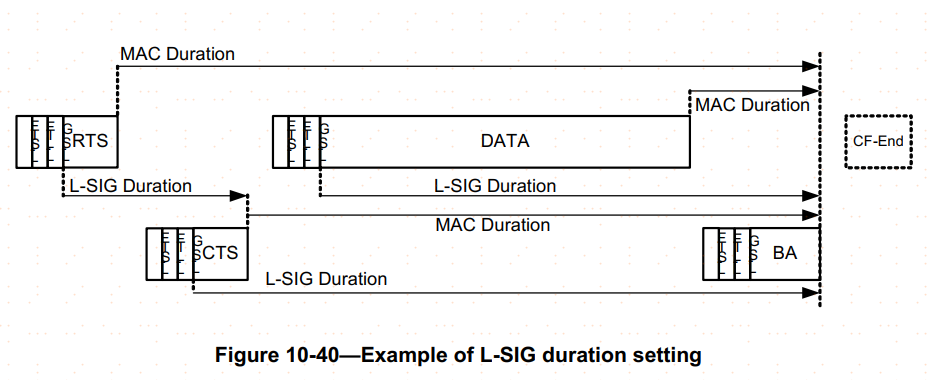 MAC Duration
MAC Duration
RTS
DATA
CF-End
L-SIG Duration
L-SIG Duration
MAC Duration
CTS
BA
L-SIG Duration
Figure 10-40—Example of L-SIG duration setting